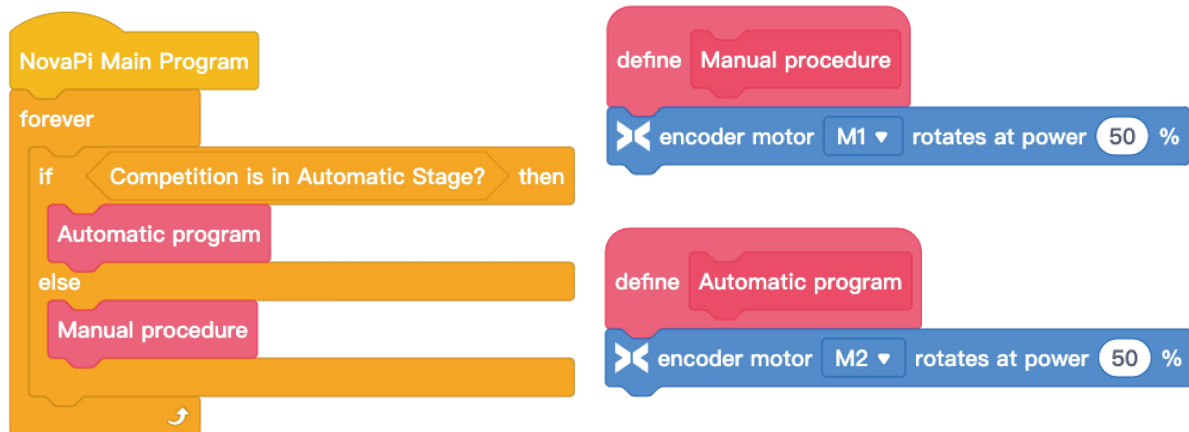 NovaPi Main Program
forever
if Competition is in Automatic Stage? then
Automatic program
else
Manual procedure
define Manual procedure
encoder motor M1 rotates at power 50 %
define Automatic program
encoder motor M2 rotates at power 50 %